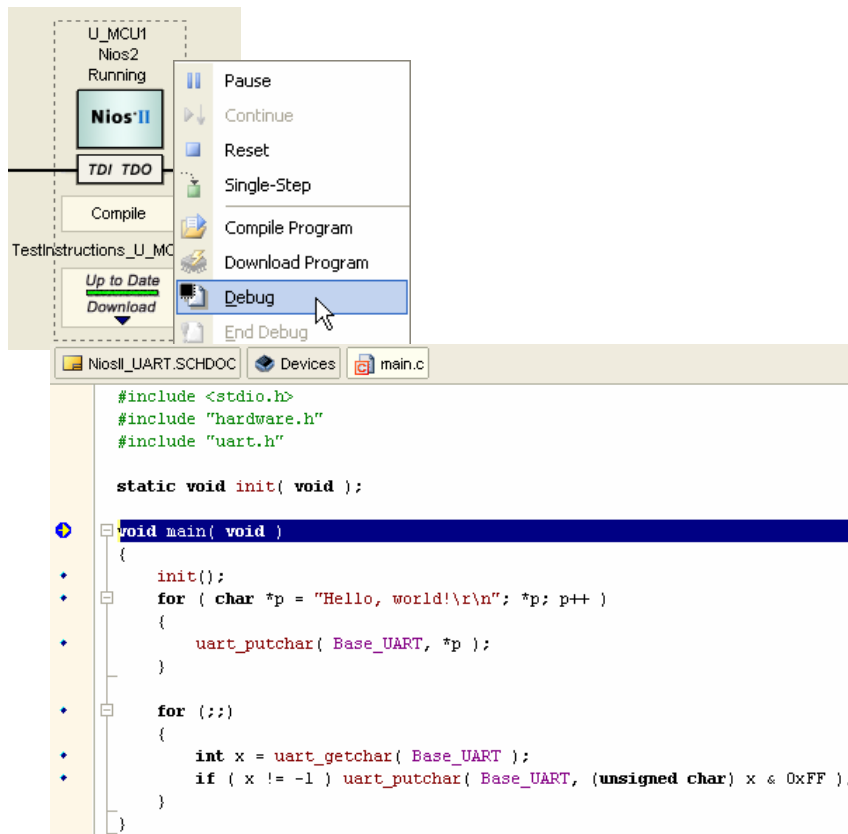 U_MCU1
Nios2
Running
Nios II
TDI TDO
Compile
TestInstructions_U_MC
Up to Date
Download
Pause
Continue
Reset
Single-Step
Compile Program
Download Program
Debug
End Debug
NiosII_UART.SCHDOC Devices main.c
#include <stdio.h>
#include "hardware.h"
#include "uart.h"
static void init( void );
void main( void )
{
    init();
    for ( char *p = "Hello, world!\r\n"; *p; p++ )
    {
        uart_putchar( Base_UART, *p );
    }
    for (;;)
    {
        int x = uart_getchar( Base_UART );
        if ( x != -1 ) uart_putchar( Base_UART, (unsigned char) x & 0xFF );
    }
}